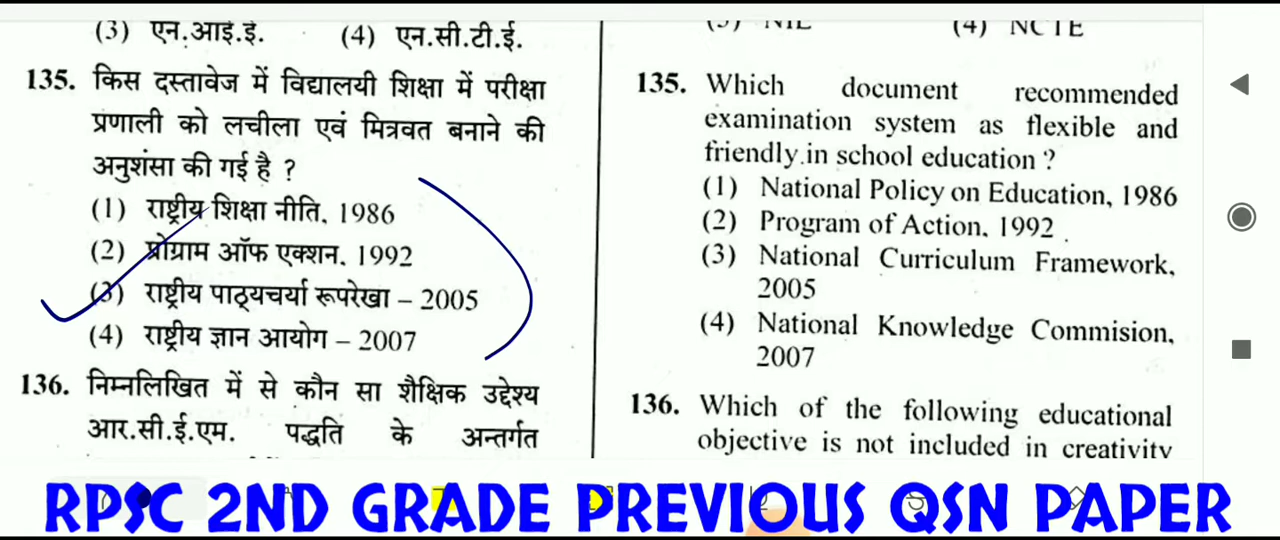 (3) एन.आई.ई. (4) एन.सी.टी.ई.
135. किस दस्तावेज में विद्यालयी शिक्षा में परीक्षा
प्रणाली को लचीला एवं मित्रवत बनाने की
अनुशंसा की गई है ?
(1) राष्ट्रीय शिक्षा नीति, 1986
(2) प्रोग्राम ऑफ एक्शन, 1992
(3) राष्ट्रीय पाठ्यचर्या रूपरेखा – 2005
(4) राष्ट्रीय ज्ञान आयोग – 2007
136. निम्नलिखित में से कौन सा शैक्षिक उद्देश्य
आर.सी.ई.एम. पद्धति के अन्तर्गत
(3) NIE (4) NCTE
135. Which document recommended
examination system as flexible and
friendly in school education ?
(1) National Policy on Education, 1986
(2) Program of Action, 1992
(3) National Curriculum Framework,
2005
(4) National Knowledge Commision,
2007
136. Which of the following educational
objective is not included in creativity
RPSC 2ND GRADE PREVIOUS QSN PAPER